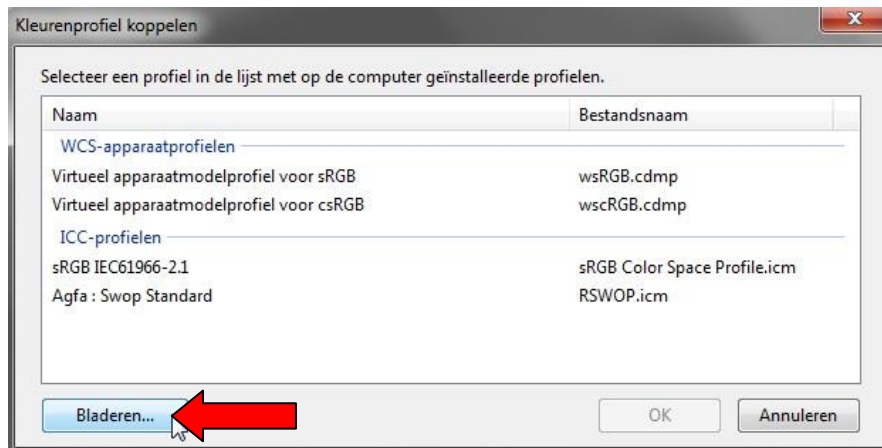 Kleurenprofiel koppelen
Selecteer een profiel in de lijst met op de computer geïnstalleerde profielen.
Naam Bestandsnaam
WCS-apparaatprofielen
Virtueel apparaatmodelprofiel voor sRGB wsRGB.cdmp
Virtueel apparaatmodelprofiel voor csRGB wscRGB.cdmp
ICC-profielen
sRGB IEC61966-2.1 sRGB Color Space Profile.icm
Agfa : Swop Standard RSWOP.icm
Bladeren... OK Annuleren